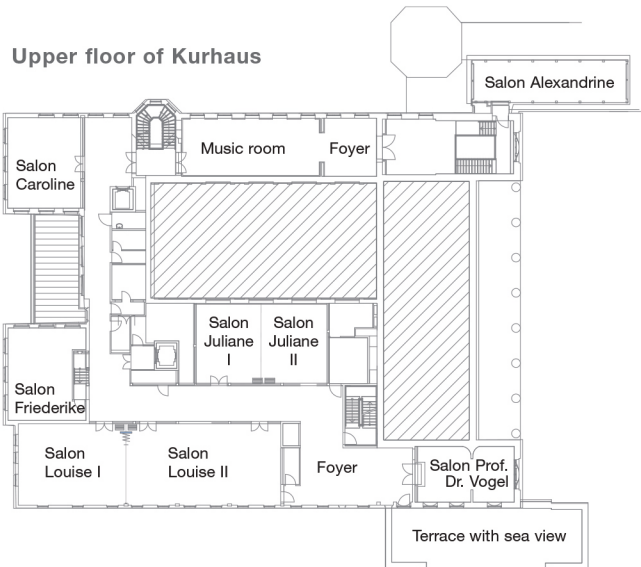 Upper floor of Kurhaus
Salon Alexandrine
Music room
Foyer
Salon
Caroline
Salon
Juliane
I
Salon
Juliane
II
Salon
Friederike
Salon
Louise I
Salon
Louise II
Foyer
Salon Prof.
Dr. Vogel
Terrace with sea view